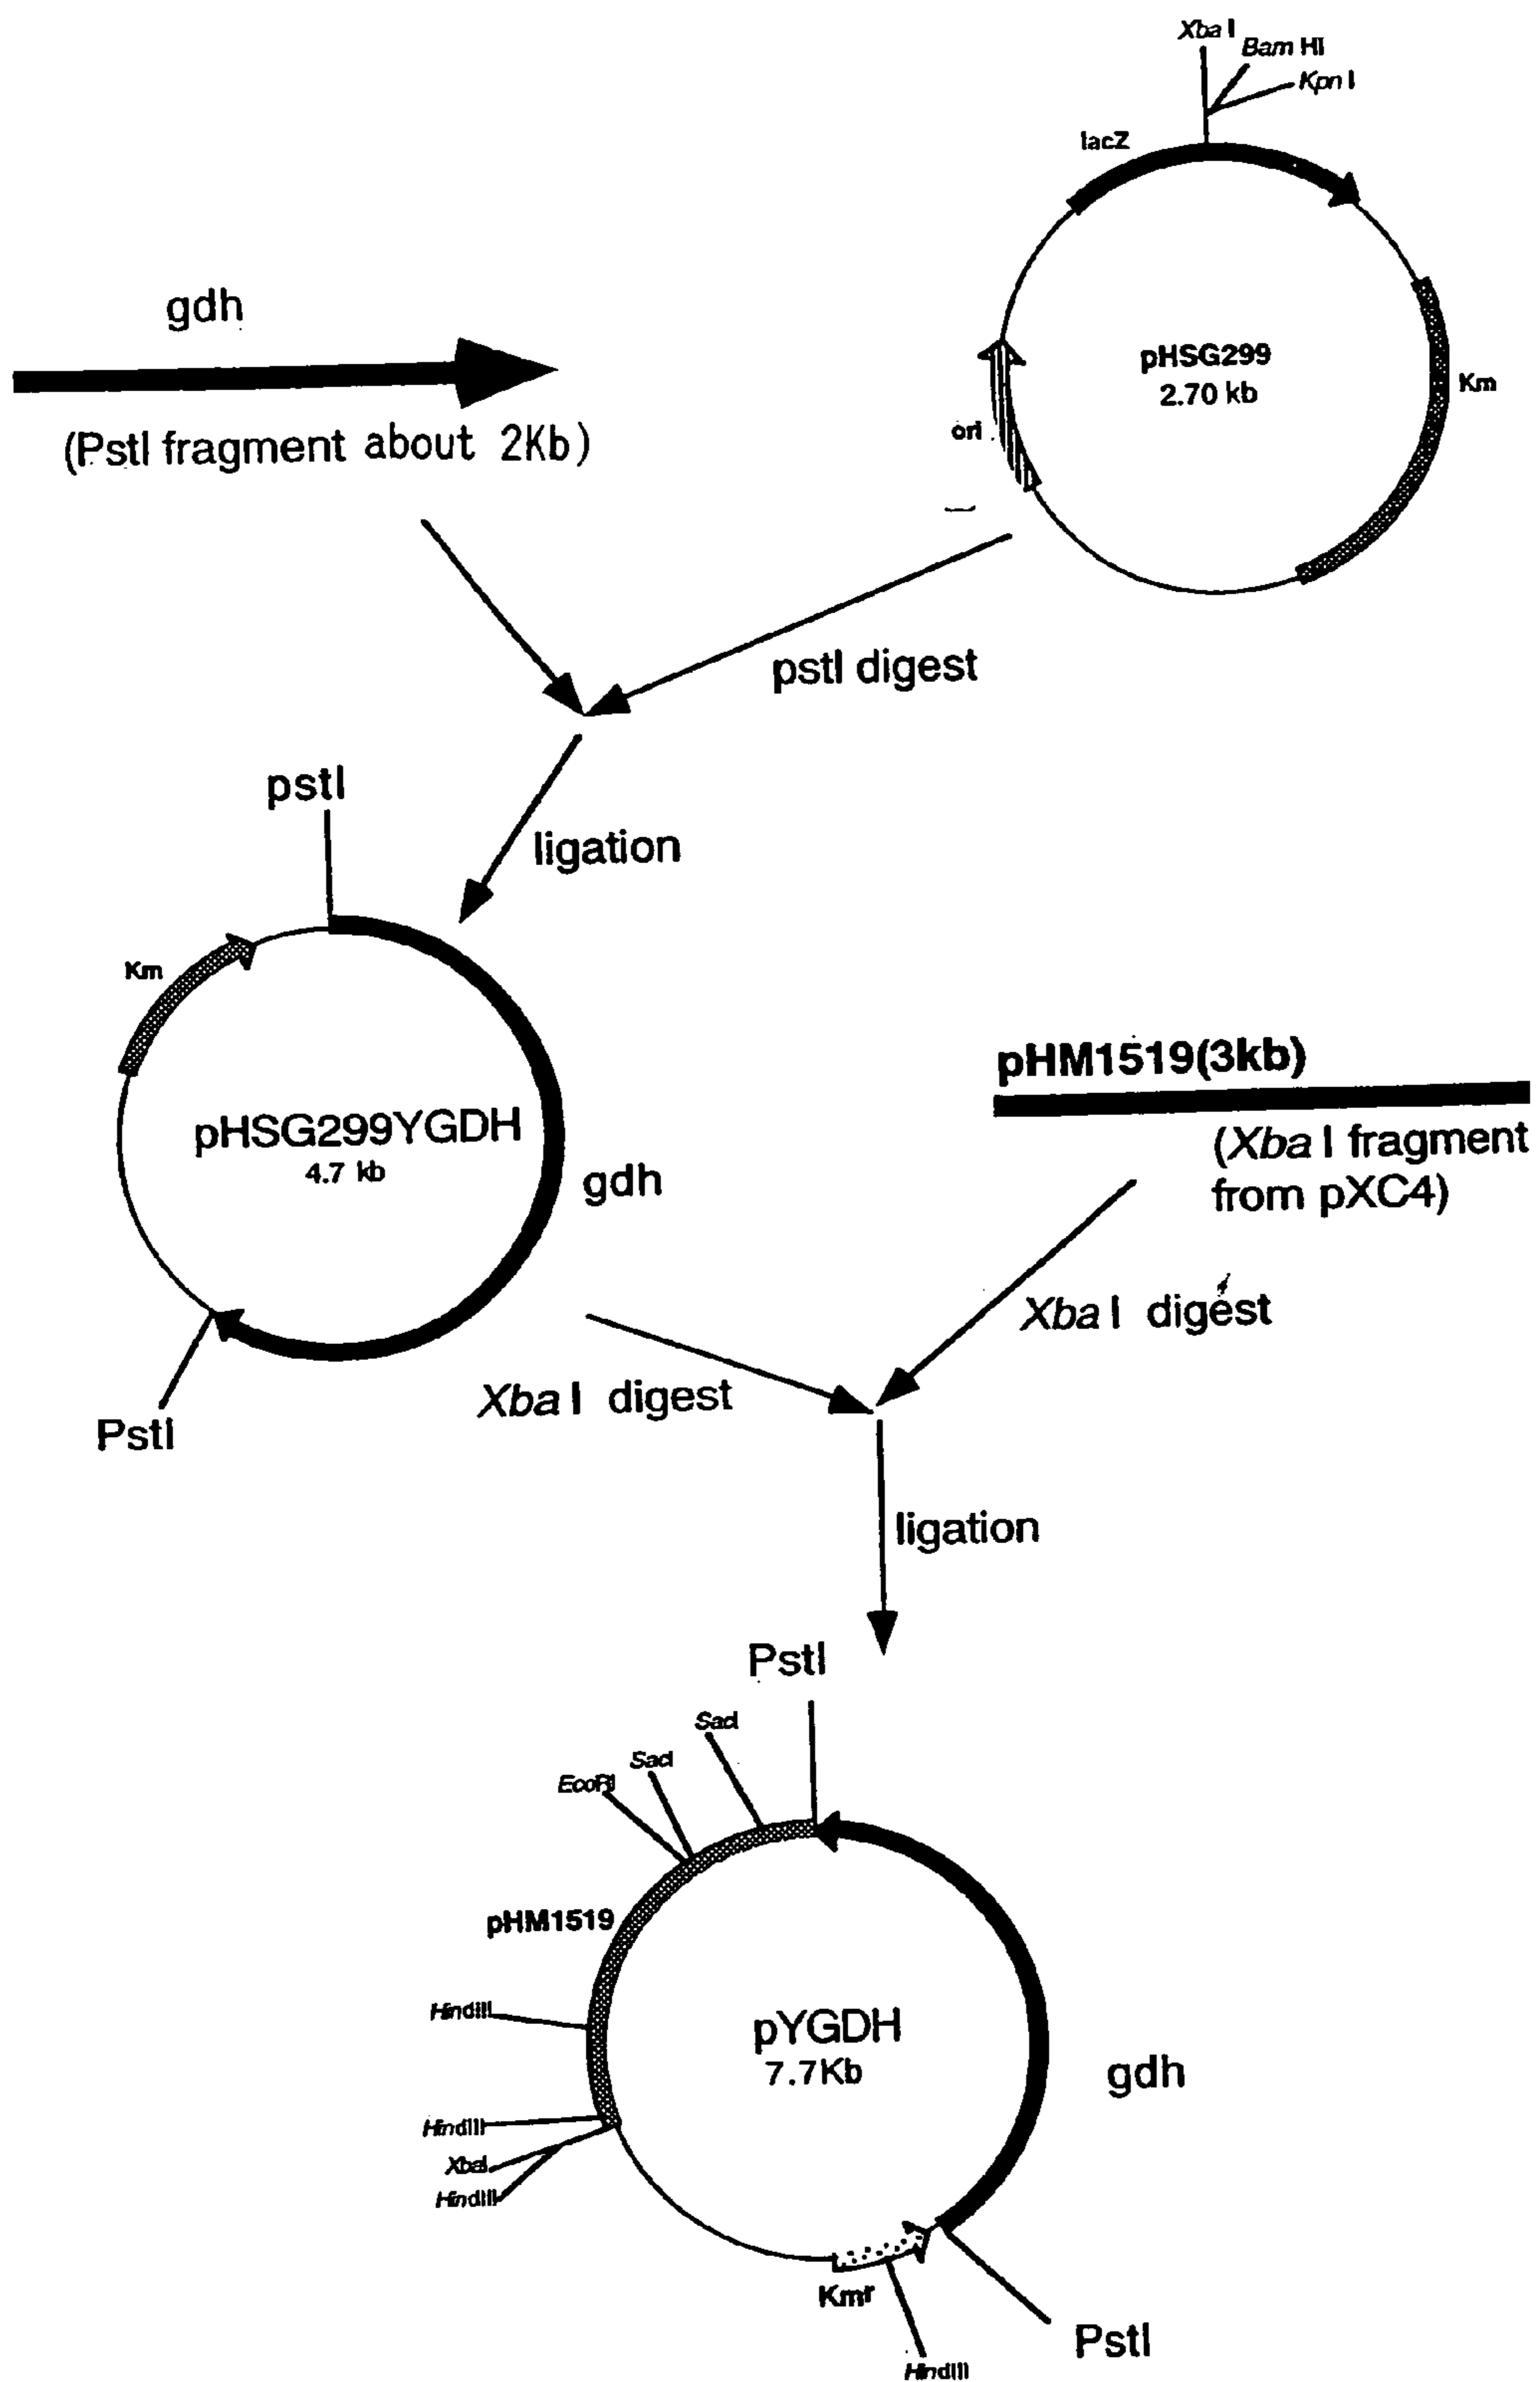 Xba I
Bam HI
Kpn I
lacZ
gdh
pHSG299
2.70 kb
Km
ori
(PstI fragment about 2Kb)
pstI digest
pstI
ligation
Km
pHM1519(3kb)
pHSG299YGDH
4.7 kb
gdh
(Xba I fragment
from pXC4)
Xba I digest
Xba I digest
PstI
ligation
PstI
SacI
SacI
EcoRI
pHM1519
HindIII
pYGDH
7.7Kb
gdh
HindIII
XbaI
HindIII
Kmr
PstI
HindIII